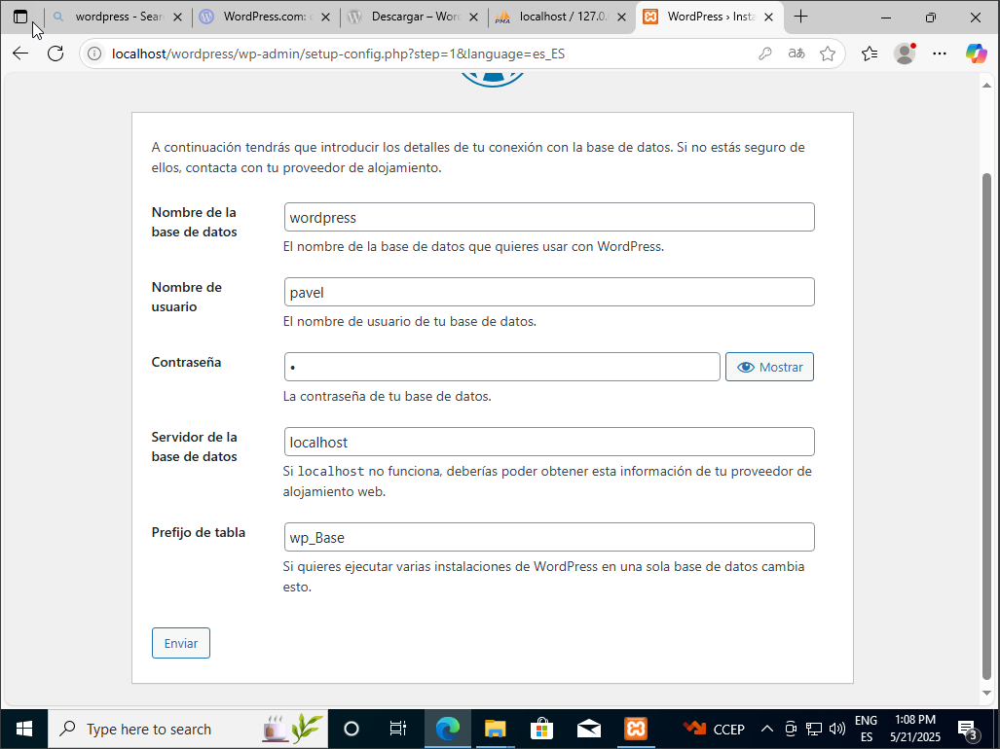 wordpress - Sear
WordPress.com:
Descargar – Wor
localhost / 127.0.
WordPress › Insta
localhost/wordpress/wp-admin/setup-config.php?step=1&language=es_ES
A continuación tendrás que introducir los detalles de tu conexión con la base de datos. Si no estás seguro de
ellos, contacta con tu proveedor de alojamiento.
Nombre de la
base de datos
wordpress
El nombre de la base de datos que quieres usar con WordPress.
Nombre de
usuario
pavel
El nombre de usuario de tu base de datos.
Contraseña
•
Mostrar
La contraseña de tu base de datos.
Servidor de la
base de datos
localhost
Si localhost no funciona, deberías poder obtener esta información de tu proveedor de
alojamiento web.
Prefijo de tabla
wp_Base
Si quieres ejecutar varias instalaciones de WordPress en una sola base de datos cambia
esto.
Enviar
Type here to search
CCEP
ENG
ES
1:08 PM
5/21/2025
3